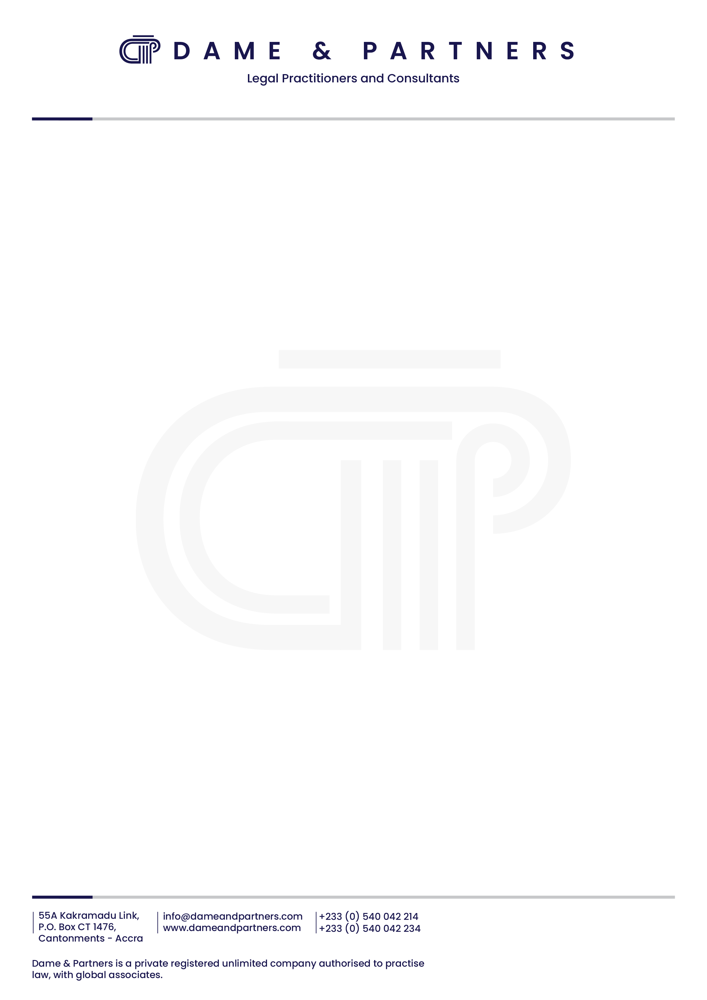 DAME & PARTNERS
Legal Practitioners and Consultants
55A Kakramadu Link,
P.O. Box CT 1476,
Cantonments - Accra
info@dameandpartners.com
www.dameandpartners.com
+233 (0) 540 042 214
+233 (0) 540 042 234
Dame & Partners is a private registered unlimited company authorised to practise
law, with global associates.